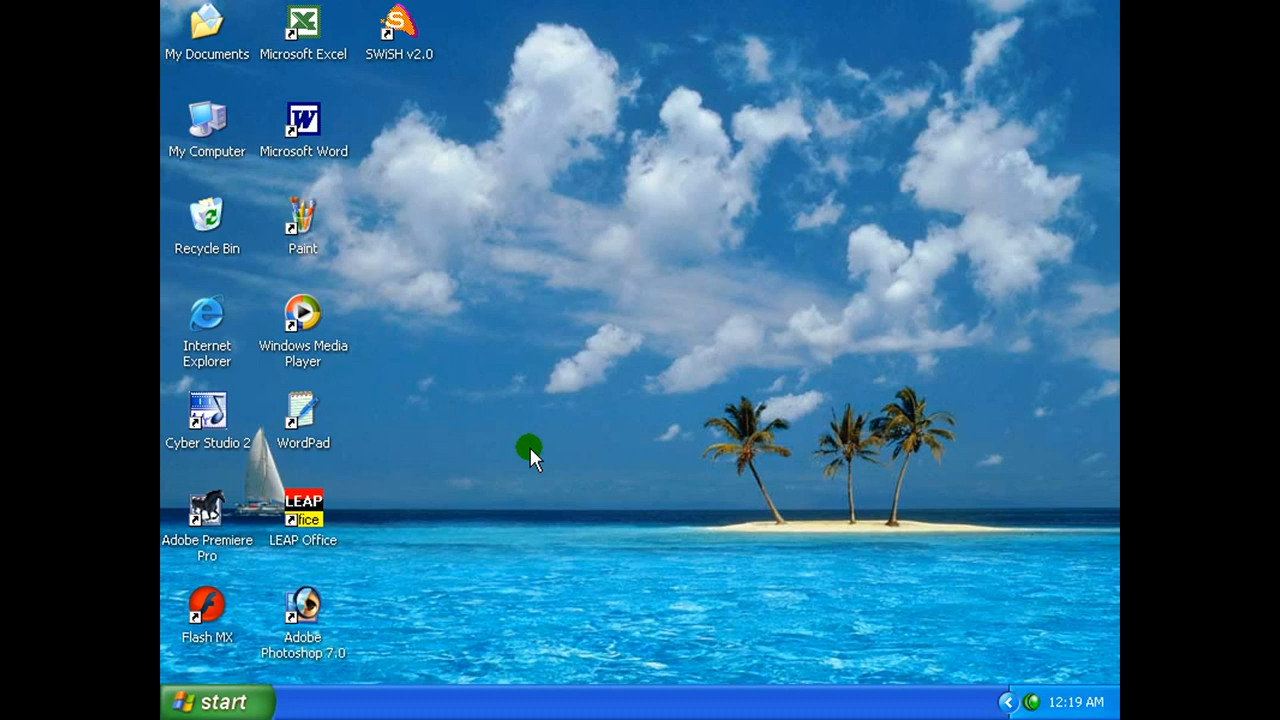 My Documents
Microsoft Excel
SWiSH v2.0
My Computer
Microsoft Word
Recycle Bin
Paint
Internet
Explorer
Windows Media
Player
Cyber Studio 2
WordPad
LEAP
ffice
Adobe Premiere
Pro
LEAP Office
Flash MX
Adobe
Photoshop 7.0
start
12:19 AM